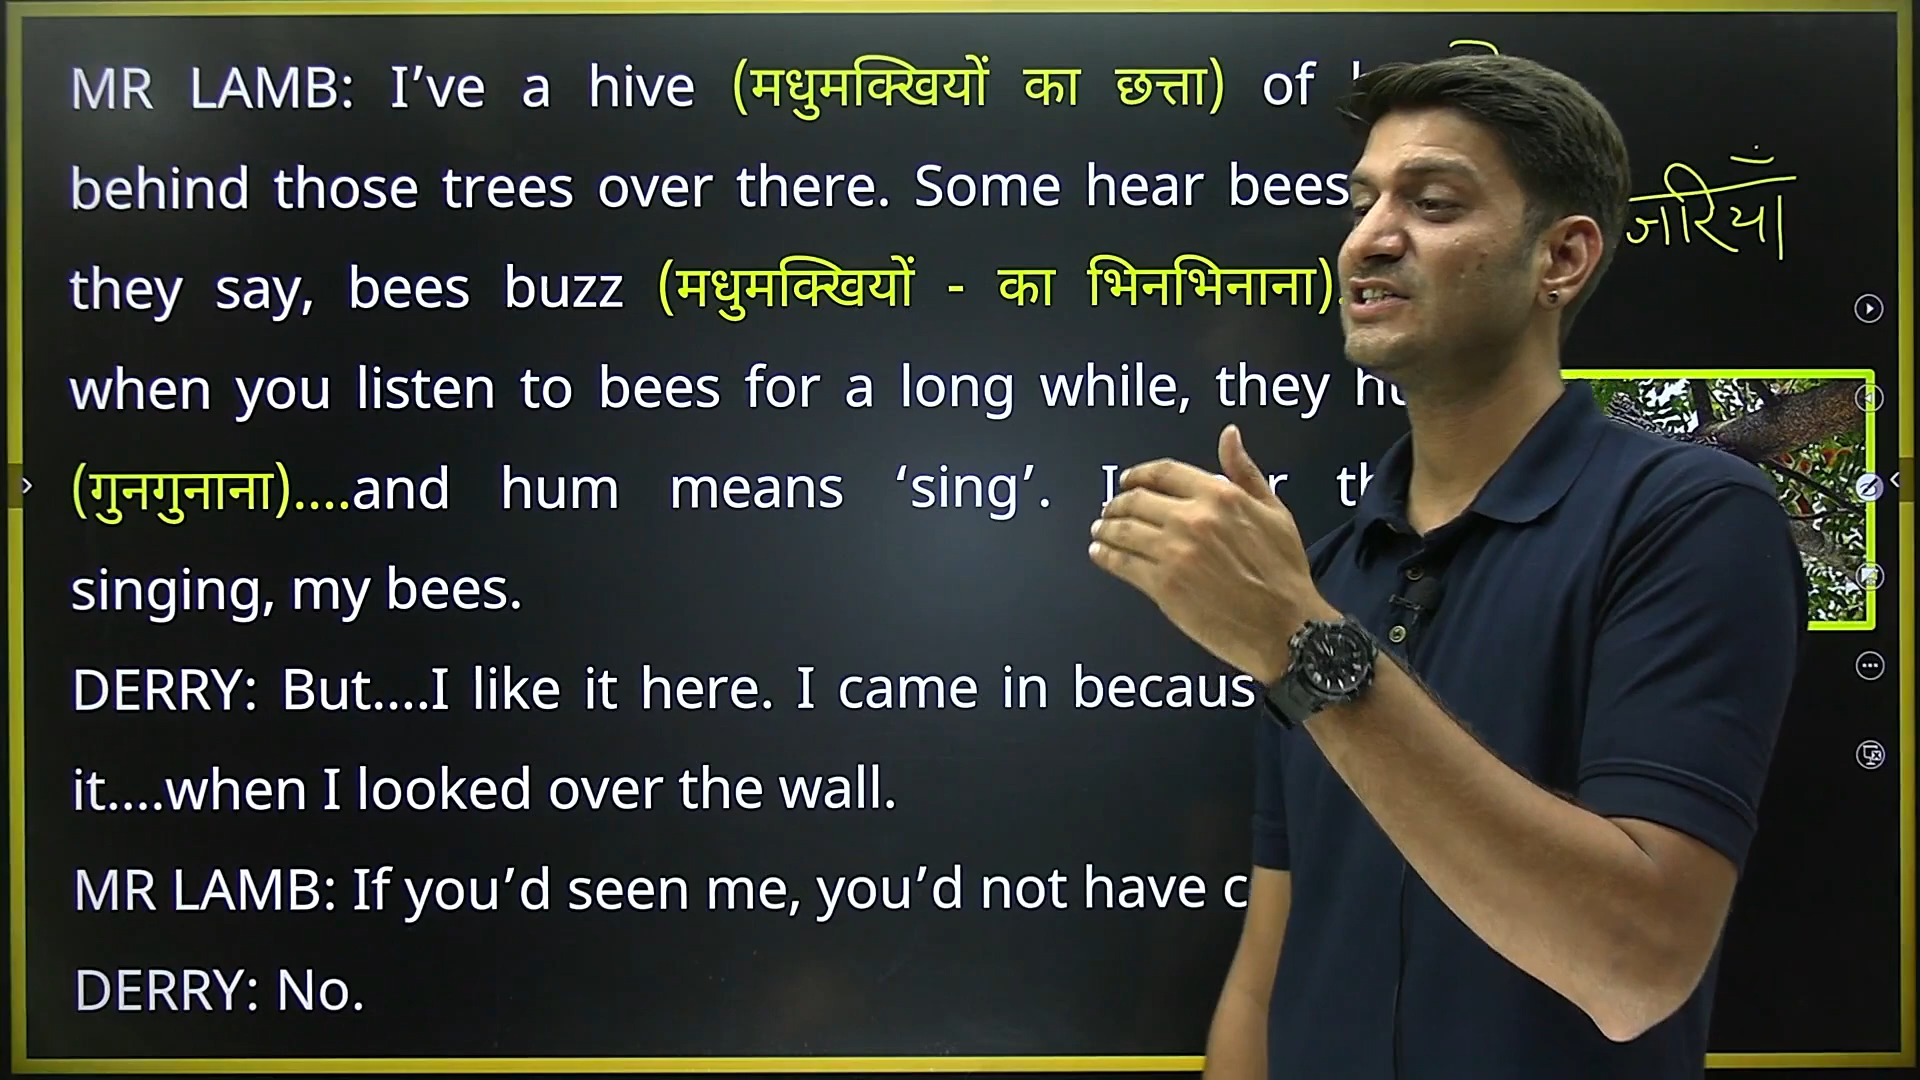 MR LAMB: I’ve a hive (मधुमक्खियों का छत्ता) of
behind those trees over there. Some hear bees
they say, bees buzz (मधुमक्खियों - का भिनभिनाना).
when you listen to bees for a long while, they
(गुनगुनाना)....and hum means ‘sing’. I
singing, my bees.
DERRY: But....I like it here. I came in
it....when I looked over the wall.
MR LAMB: If you’d seen me, you’d not have
DERRY: No.